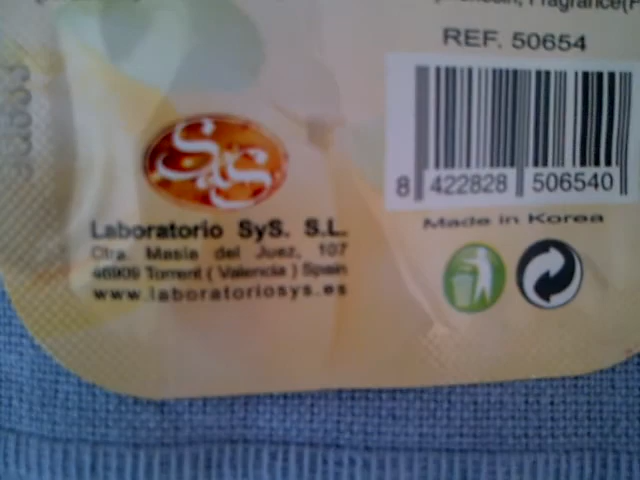 Fragrance(F
REF. 50654
8 422828 506540
Made in Korea
SyS
Laboratorio SyS. S.L.
Ctra. Masia del Juez, 107
46909 Torrent ( Valencia ) Spain
www.laboratoriosys.es